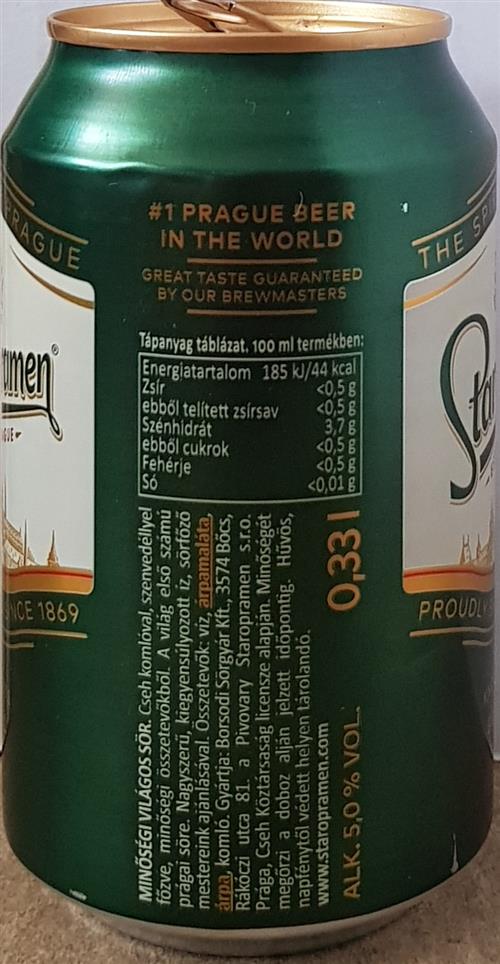 #1 PRAGUE BEER
IN THE WORLD
GREAT TASTE GUARANTEED
BY OUR BREWMASTERS
Tápanyag táblázat. 100 ml termékben:
Energiatartalom 185 kJ/44 kcal
Zsír <0,5 g
ebből telített zsírsav <0,5 g
Szénhidrát 3,7 g
ebből cukrok <0,5 g
Fehérje <0,5 g
Só <0,01 g
MINŐSÉGI VILÁGOS SÖR. Cseh komlóval, szenvedéllyel
főzve, minőségi összetevőkből. A világ első számú
prágai söre. Nagyszerű, kiegyensúlyozott íz, sörfőző
mestereink ajánlásával. Összetevők: víz, árpamaláta,
árpa, komló. Gyártja: Borsodi Sörgyár Kft., 3574 Bőcs,
Rákóczi utca 81. a Pivovary Staropramen s.r.o.
Prága, Cseh Köztársaság licensze alapján. Minőségét
megőrzi a doboz alján jelzett időpontig. Hűvös,
napfénytől védett helyen tárolandó.
www.staropramen.com
ALK. 5,0 % VOL. 0,33 l
PRAGUE
ramen®
NCE 1869
THE SP
Star
PROUDLY